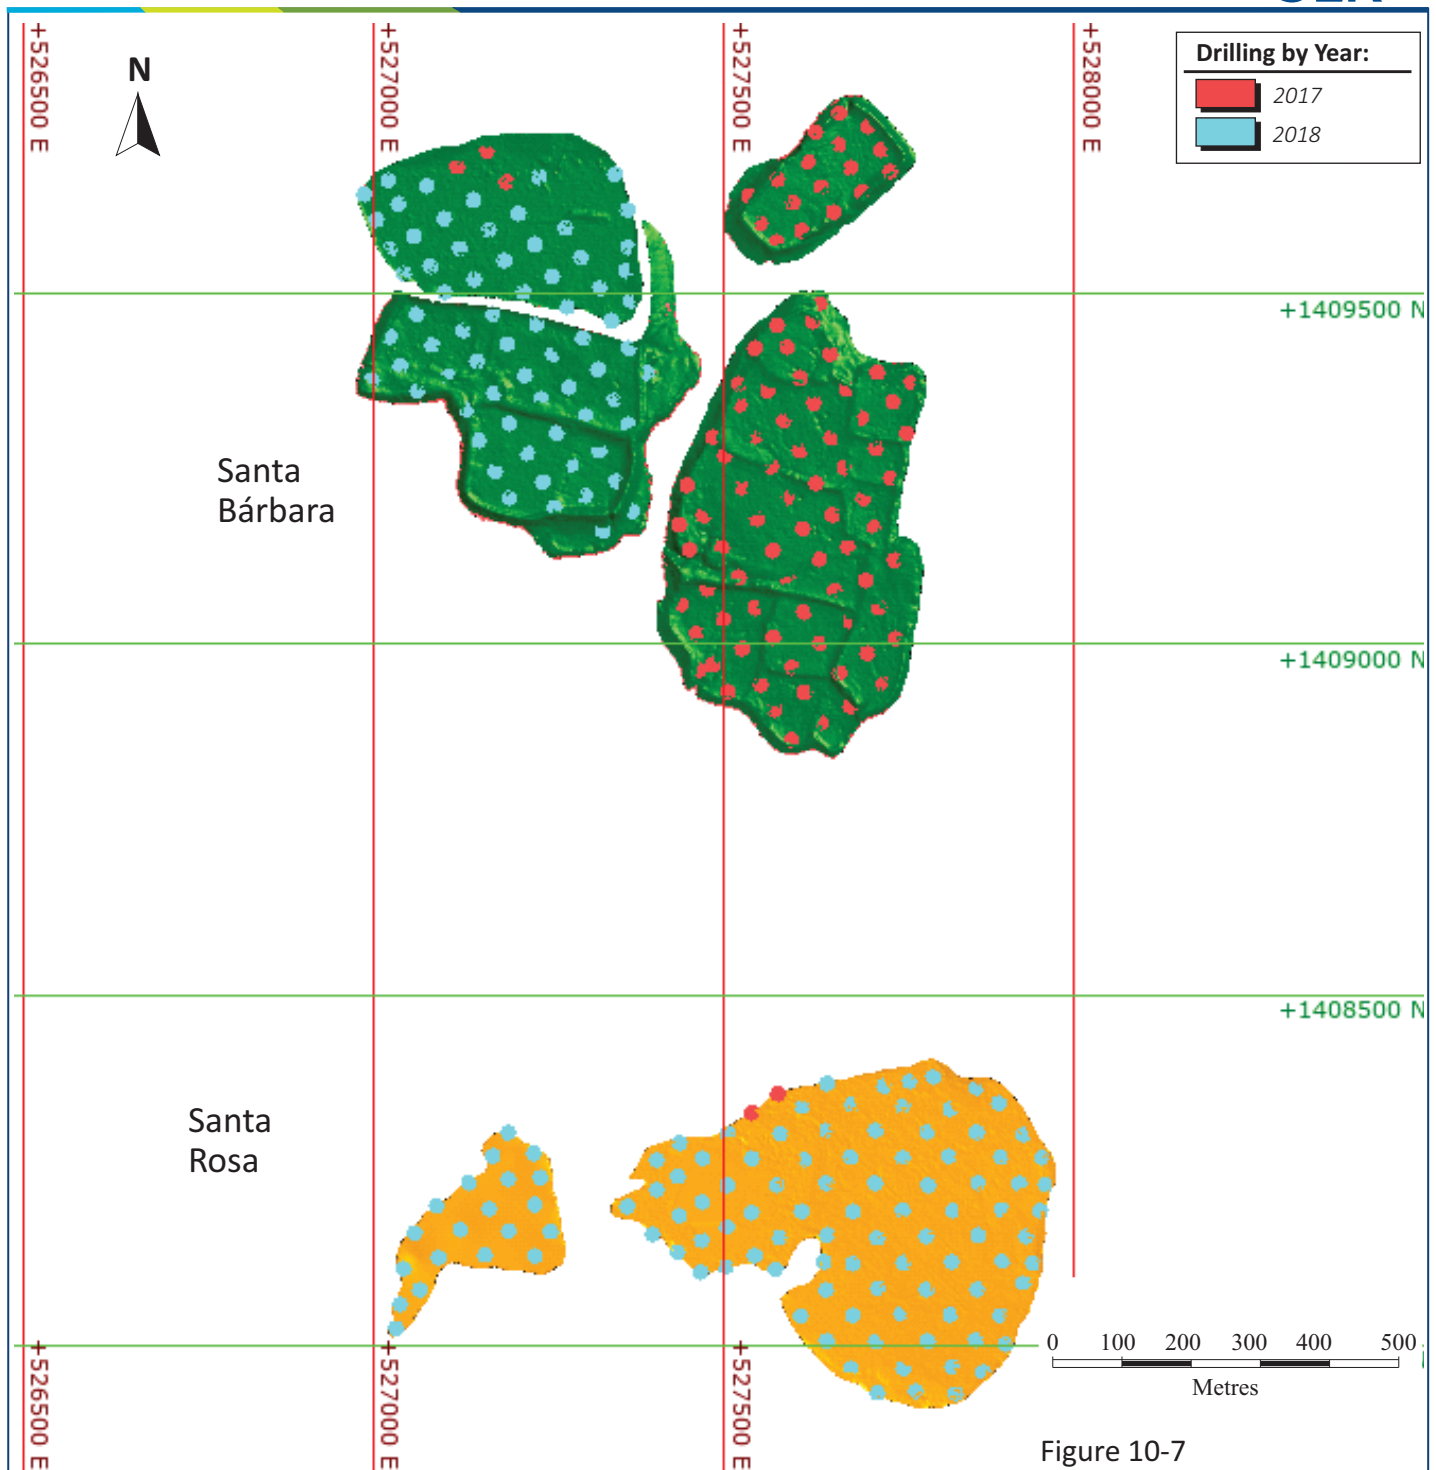 +526500 E
+527000 E
+527500 E
+528000 E
N
Drilling by Year:
2017
2018
+1409500 N
Santa
Bárbara
+1409000 N
+1408500 N
Santa
Rosa
0 100 200 300 400 500
Metres
+526500 E
+527000 E
+527500 E
Figure 10-7